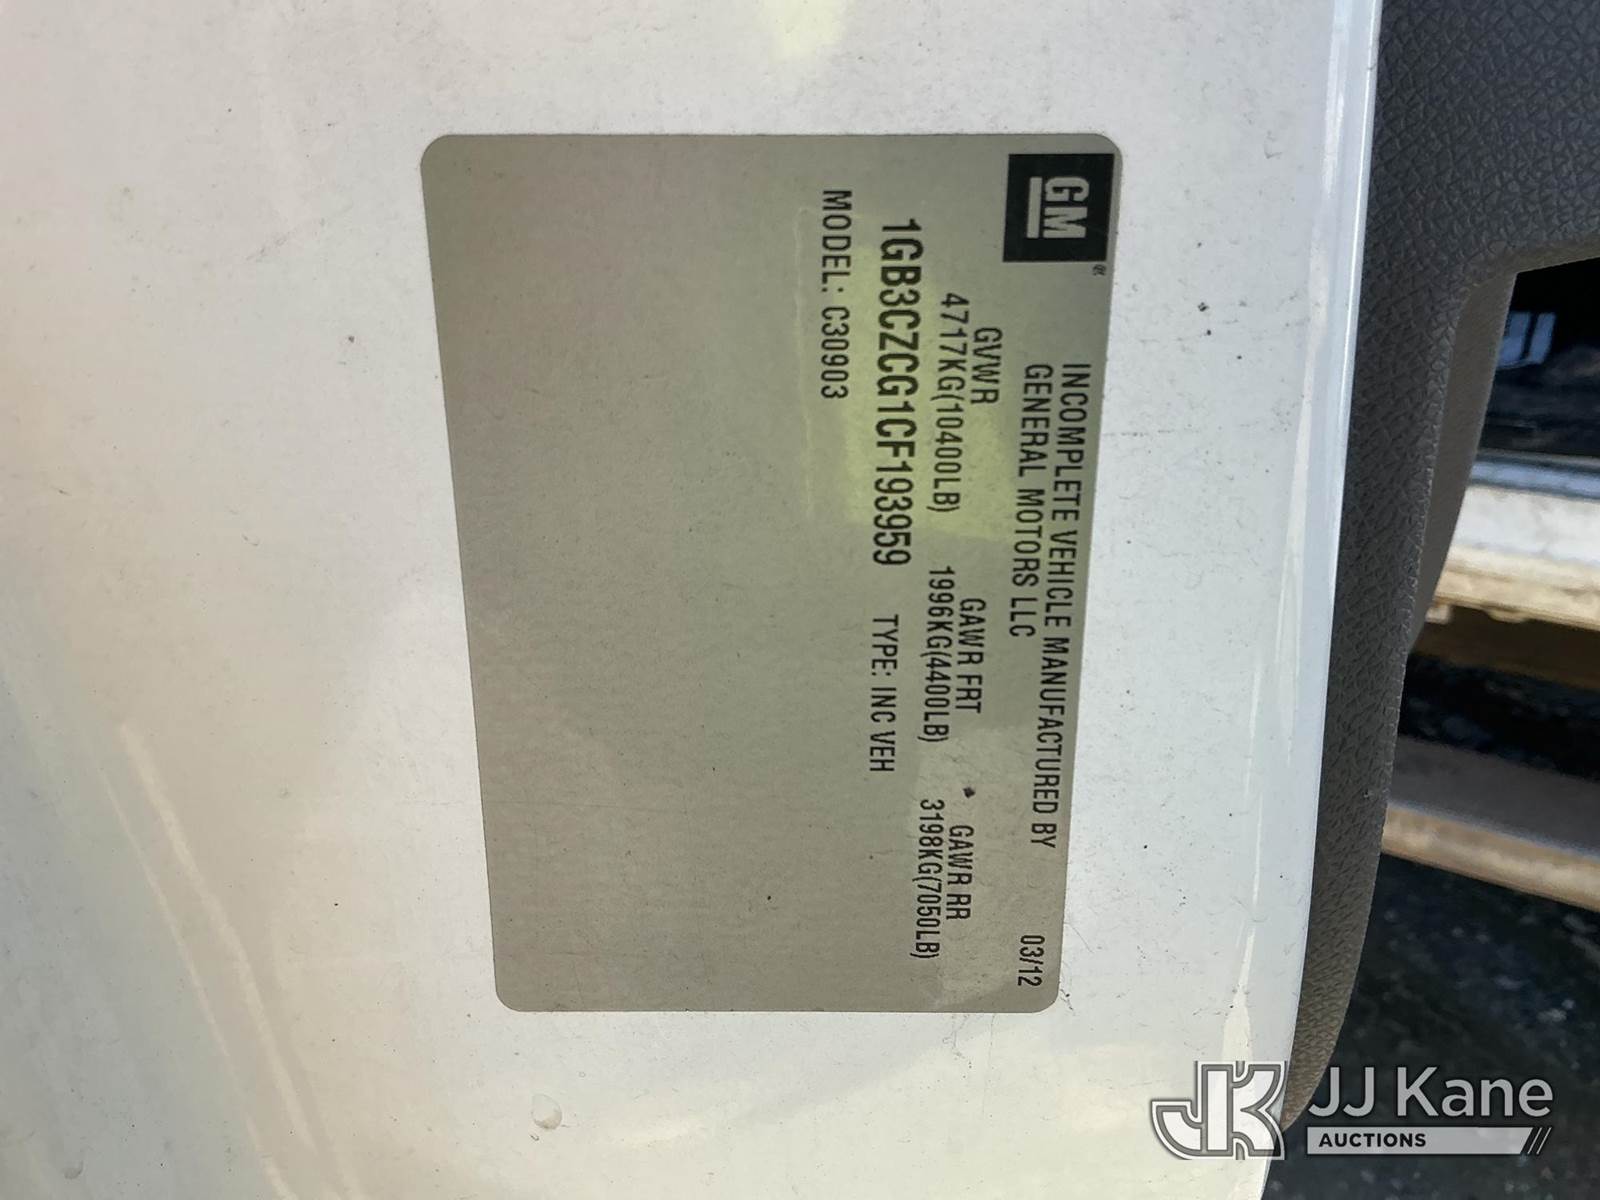 GM
INCOMPLETE VEHICLE MANUFACTURED BY
GENERAL MOTORS LLC 03/12
GVWR GAWR FRT GAWR RR
4717KG(10400LB) 1996KG(4400LB) 3198KG(7050LB)
1GB3CZCG1CF193959 TYPE: INC VEH
MODEL: C30903
JK JJ Kane
AUCTIONS